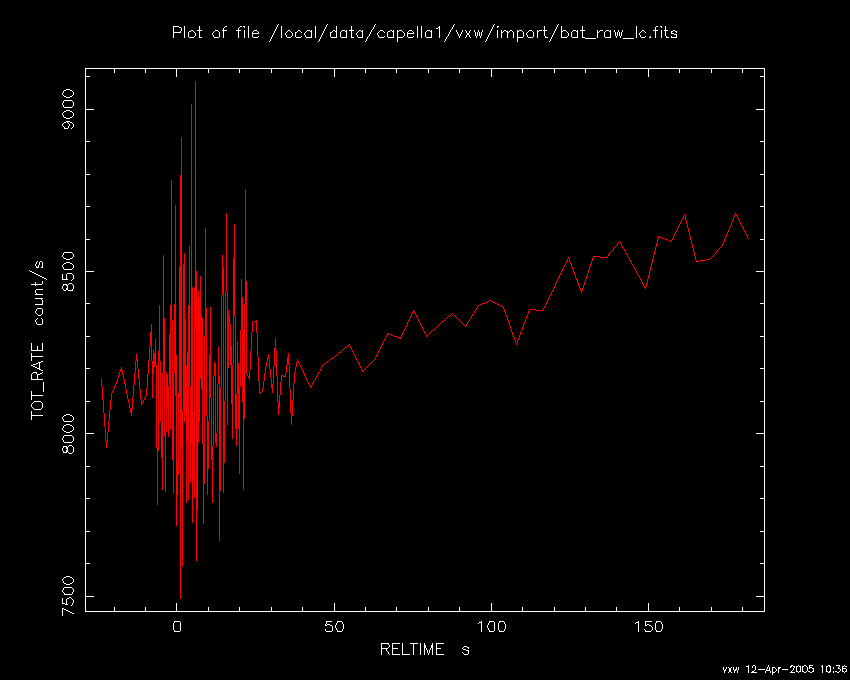 Plot of file /local/data/capella1/vxw/import/bat_raw_lc.fits
9000
8500
8000
7500
TOT_RATE count/s
0 50 100 150
RELTIME s
vxw 12-Apr-2005 10:36